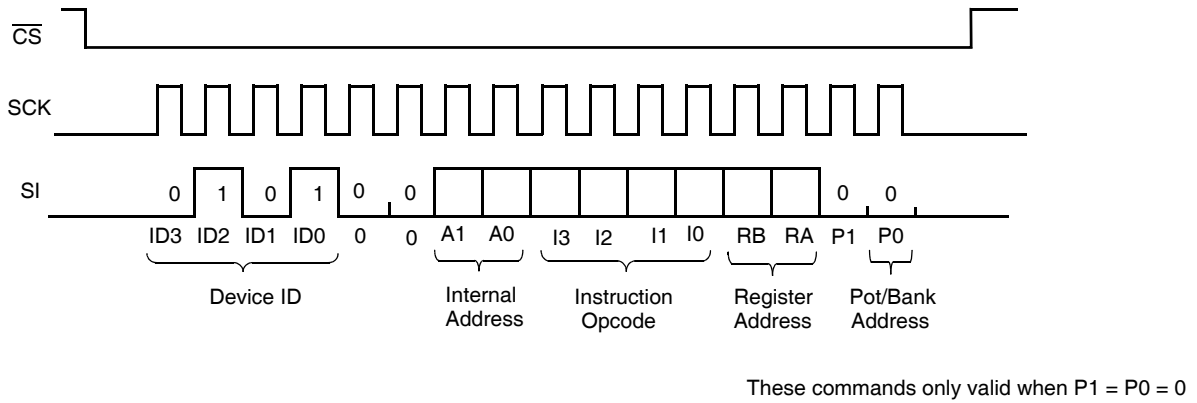 CS
SCK
SI
0 1 0 1 0 0 0 0
ID3 ID2 ID1 ID0 0 0 A1 A0 I3 I2 I1 I0 RB RA P1 P0
Device ID
Internal
Address
Instruction
Opcode
Register
Address
Pot/Bank
Address
These commands only valid when P1 = P0 = 0